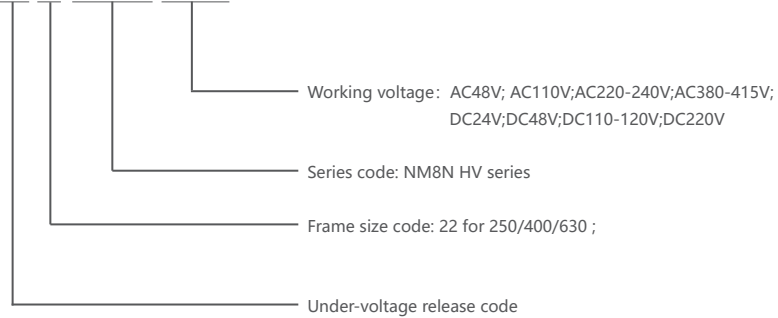 Working voltage：AC48V; AC110V;AC220-240V;AC380-415V;
DC24V;DC48V;DC110-120V;DC220V
Series code: NM8N HV series
Frame size code: 22 for 250/400/630 ;
Under-voltage release code